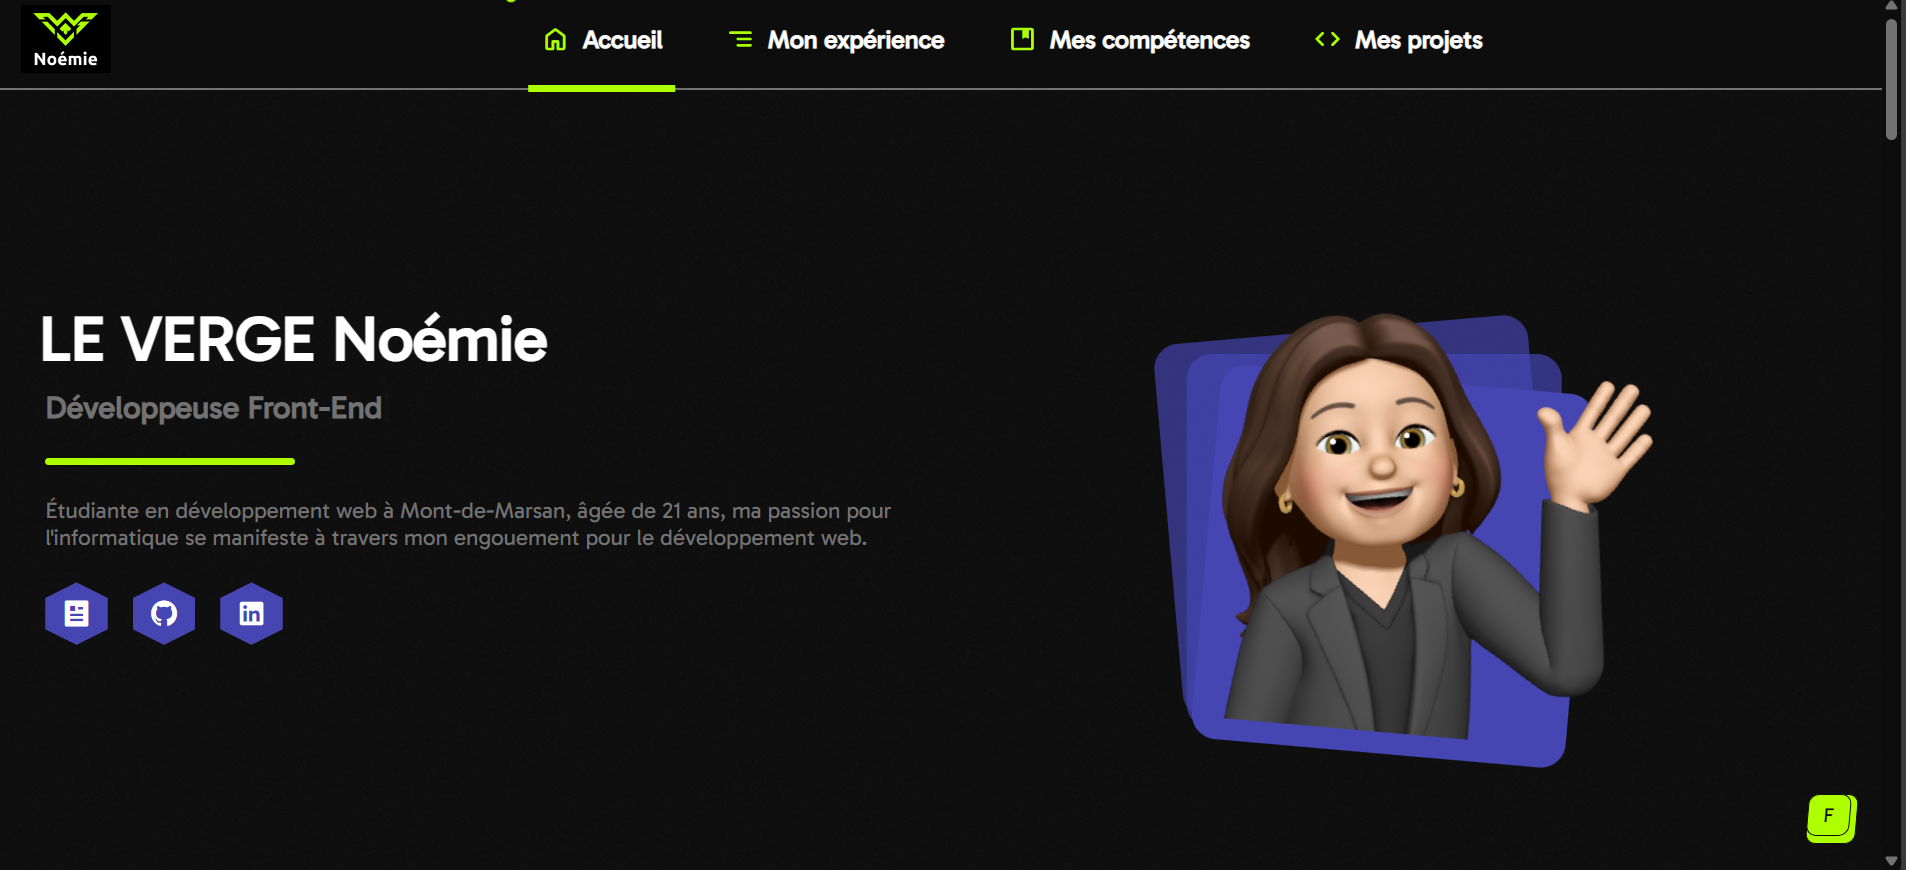 Noémie
Accueil
Mon expérience
Mes compétences
Mes projets
LE VERGE Noémie
Développeuse Front-End
Étudiante en développement web à Mont-de-Marsan, âgée de 21 ans, ma passion pour
l'informatique se manifeste à travers mon engouement pour le développement web.
in
F